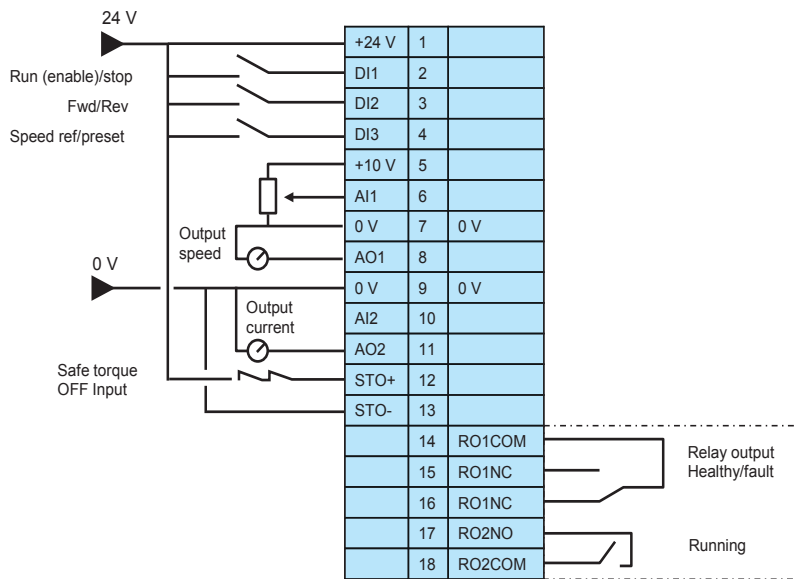 24 V
+24 V 1
Run (enable)/stop
DI1 2
Fwd/Rev
DI2 3
Speed ref/preset
DI3 4
+10 V 5
AI1 6
0 V 7 0 V
Output
speed
AO1 8
0 V
0 V 9 0 V
Output
current
AI2 10
AO2 11
Safe torque
OFF Input
STO+ 12
STO- 13
14 RO1COM
Relay output
Healthy/fault
15 RO1NC
16 RO1NC
17 RO2NO
Running
18 RO2COM